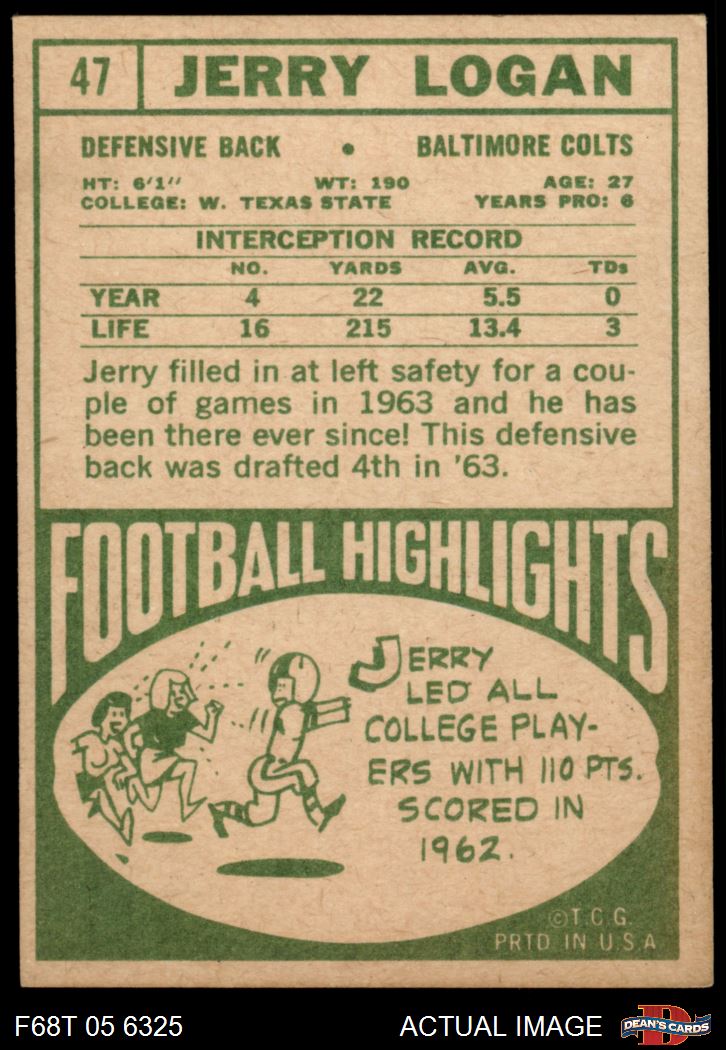 47 JERRY LOGAN
DEFENSIVE BACK • BALTIMORE COLTS
HT: 6'1" WT: 190 AGE: 27
COLLEGE: W. TEXAS STATE YEARS PRO: 6
INTERCEPTION RECORD
NO. YARDS AVG. TDs
YEAR 4 22 5.5 0
LIFE 16 215 13.4 3
Jerry filled in at left safety for a cou-
ple of games in 1963 and he has
been there ever since! This defensive
back was drafted 4th in '63.
FOOTBALL HIGHLIGHTS
JERRY
LED ALL
COLLEGE PLAY-
ERS WITH 110 PTS.
SCORED IN
1962.
©T.C.G.
PRTD IN U.S.A
F68T 05 6325 ACTUAL IMAGE
D
DEAN'S CARDS